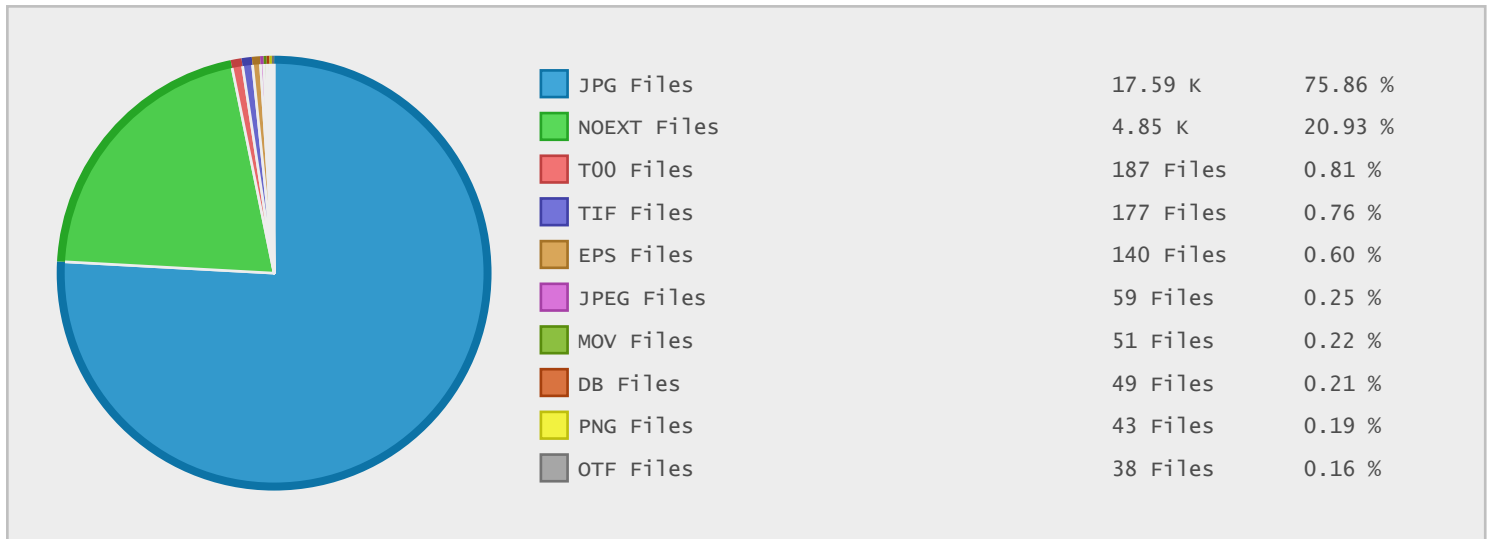 JPG Files 17.59 K 75.86 %
NOEXT Files 4.85 K 20.93 %
T00 Files 187 Files 0.81 %
TIF Files 177 Files 0.76 %
EPS Files 140 Files 0.60 %
JPEG Files 59 Files 0.25 %
MOV Files 51 Files 0.22 %
DB Files 49 Files 0.21 %
PNG Files 43 Files 0.19 %
OTF Files 38 Files 0.16 %